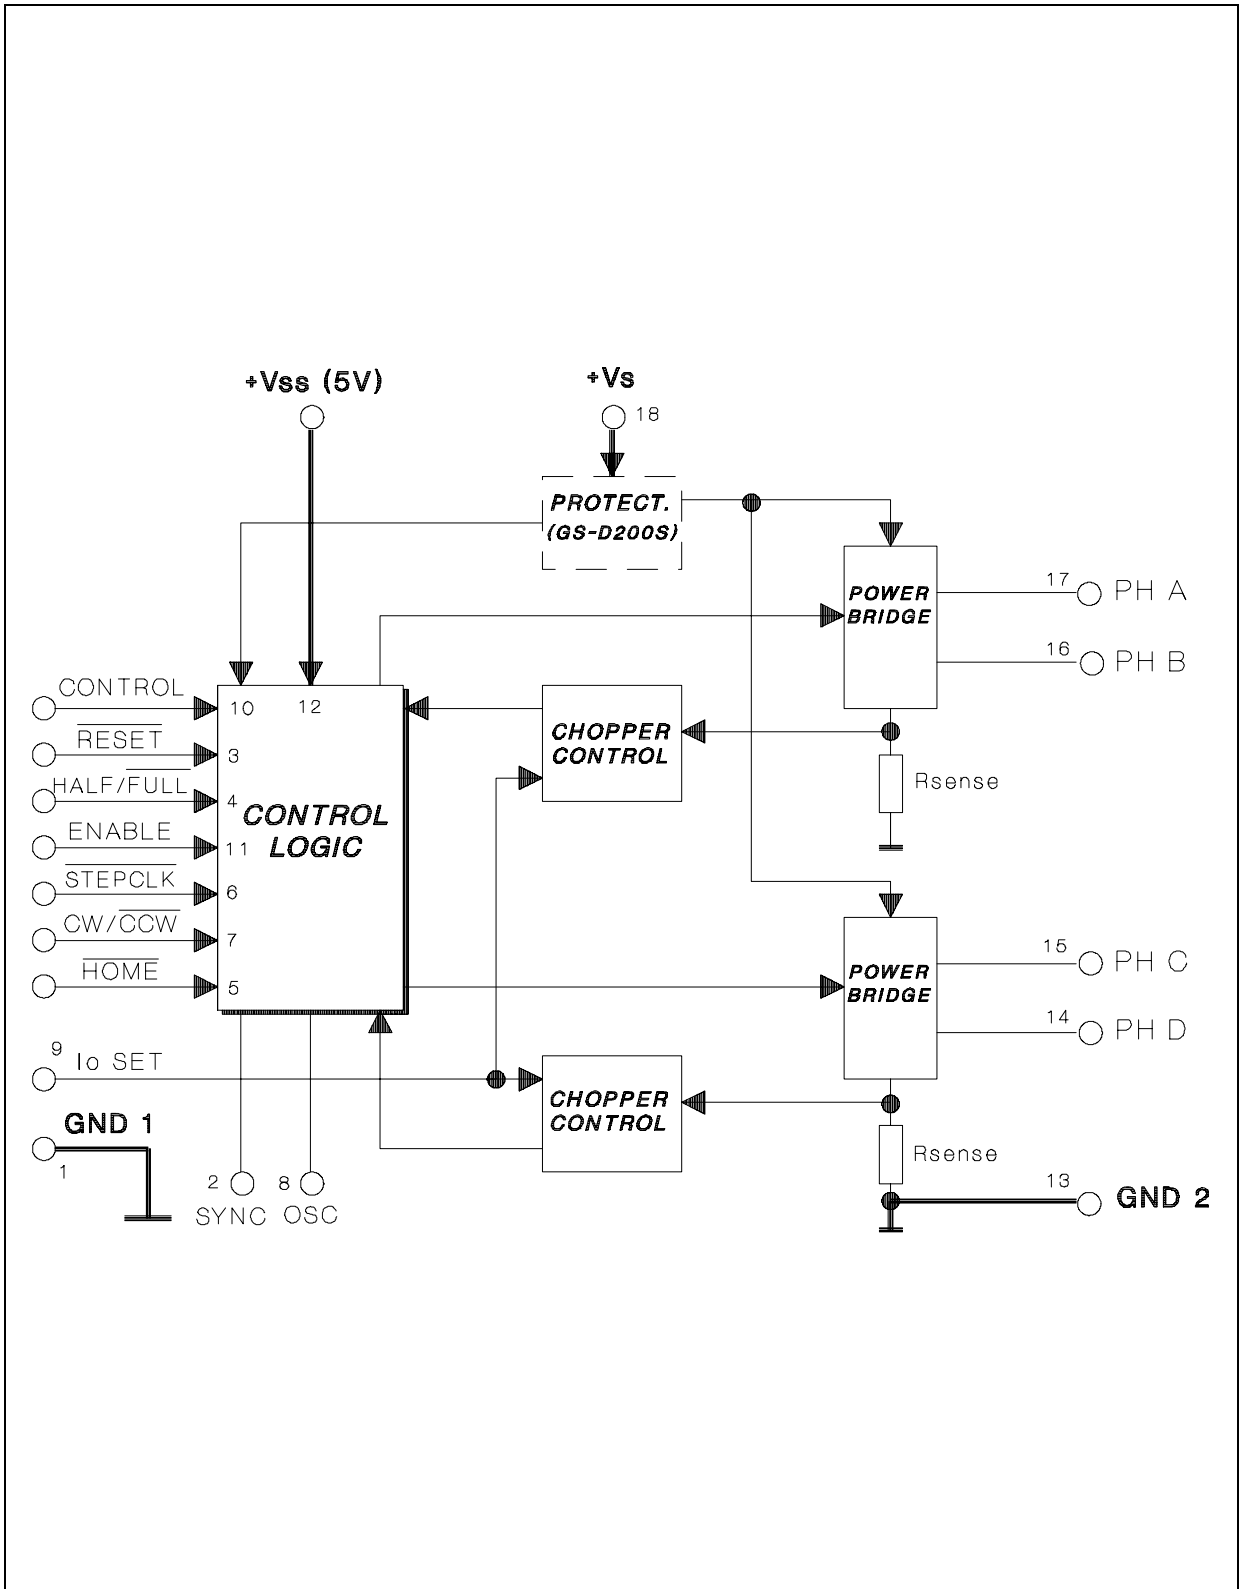 +Vss (5V)
+Vs
18
PROTECT.
(GS-D200S)
POWER
BRIDGE
17 PH A
16 PH B
CONTROL 10
12
RESET 3
HALF/FULL 4
ENABLE 11
STEPCLK 6
CW/CCW 7
HOME 5
CONTROL
LOGIC
CHOPPER
CONTROL
Rsense
POWER
BRIDGE
15 PH C
14 PH D
9 Io SET
CHOPPER
CONTROL
Rsense
GND 1
1
2 8
SYNC OSC
13
GND 2